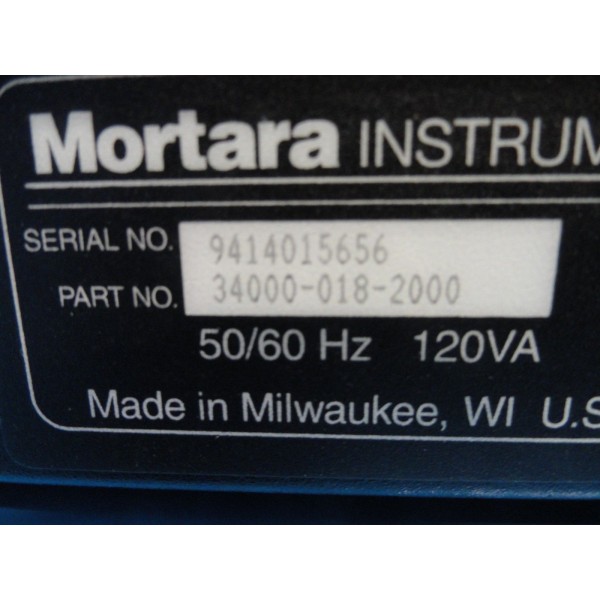 Mortara INSTRUM
SERIAL NO. 9414015656
PART NO. 34000-018-2000
50/60 Hz 120VA
Made in Milwaukee, WI U.S